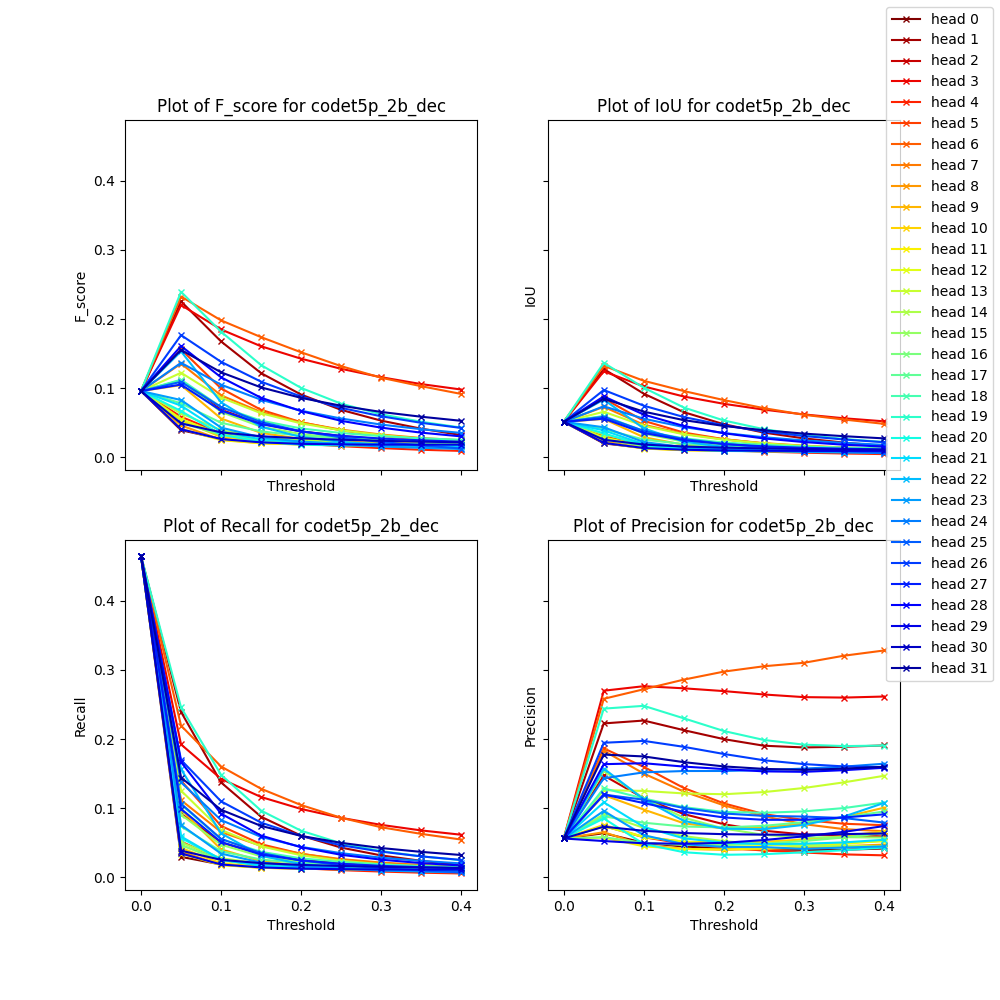 Plot of F_score for codet5p_2b_dec
F_score
0.4
0.3
0.2
0.1
0.0
Threshold
Plot of IoU for codet5p_2b_dec
IoU
Threshold
Plot of Recall for codet5p_2b_dec
Recall
0.4
0.3
0.2
0.1
0.0
0.0 0.1 0.2 0.3 0.4
Threshold
Plot of Precision for codet5p_2b_dec
Precision
0.0 0.1 0.2 0.3 0.4
Threshold
head 0
head 1
head 2
head 3
head 4
head 5
head 6
head 7
head 8
head 9
head 10
head 11
head 12
head 13
head 14
head 15
head 16
head 17
head 18
head 19
head 20
head 21
head 22
head 23
head 24
head 25
head 26
head 27
head 28
head 29
head 30
head 31